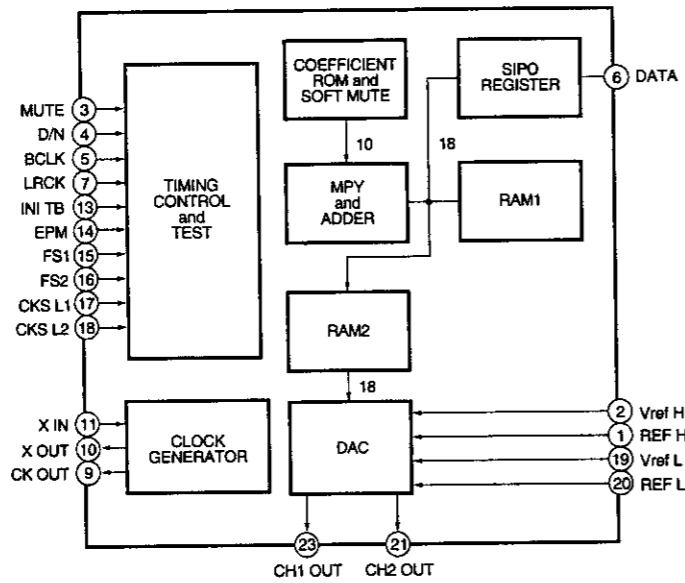 COEFFICIENT
ROM and
SOFT MUTE
SIPO
REGISTER
6 DATA
MUTE 3
D/N 4
BCLK 5
LRCK 7
INI TB 13
EPM 14
FS1 15
FS2 16
CKS L1 17
CKS L2 18
TIMING
CONTROL
and
TEST
10
18
MPY
and
ADDER
RAM1
RAM2
18
X IN 11
X OUT 10
CK OUT 9
CLOCK
GENERATOR
DAC
2 Vref H
1 REF H
19 Vref L
20 REF L
23
21
CH1 OUT
CH2 OUT